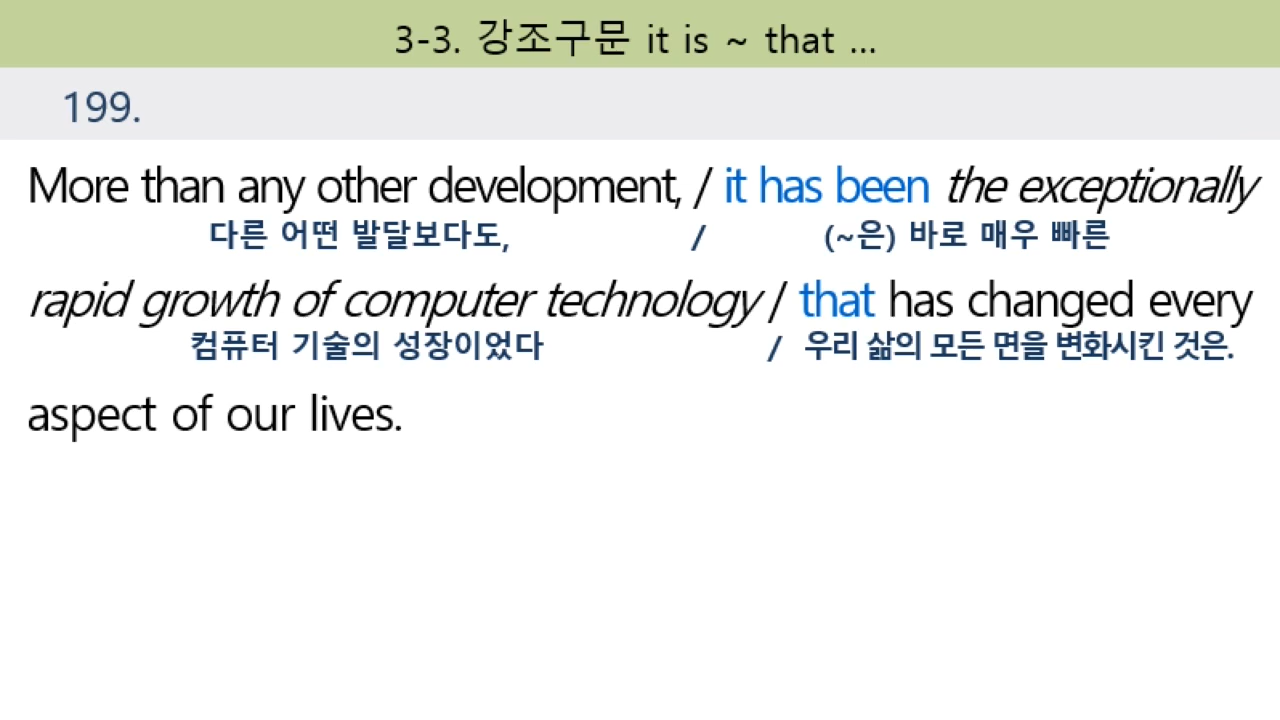 3-3. 강조구문 it is ~ that ...
199.
More than any other development, / it has been the exceptionally
다른 어떤 발달보다도, / (~은) 바로 매우 빠른
rapid growth of computer technology / that has changed every
컴퓨터 기술의 성장이었다 / 우리 삶의 모든 면을 변화시킨 것은.
aspect of our lives.